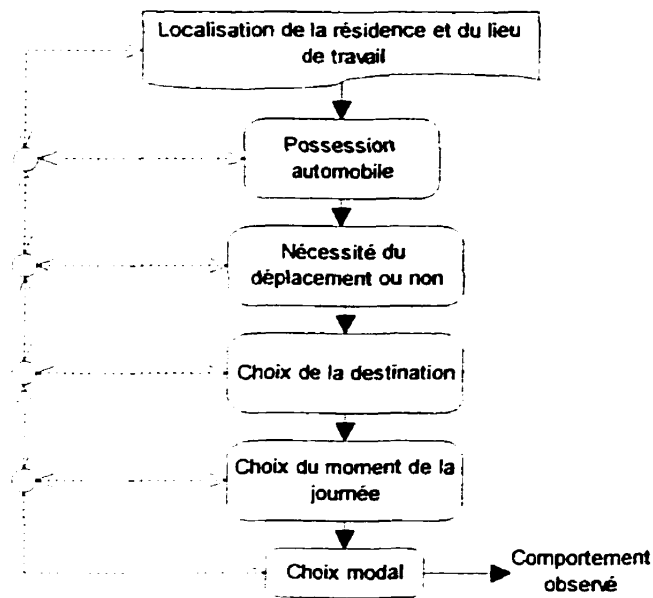 Localisation de la résidence et du lieu
de travail
Possession
automobile
Nécessité du
déplacement ou non
Choix de la destination
Choix du moment de la
journée
Choix modal
Comportement
observé